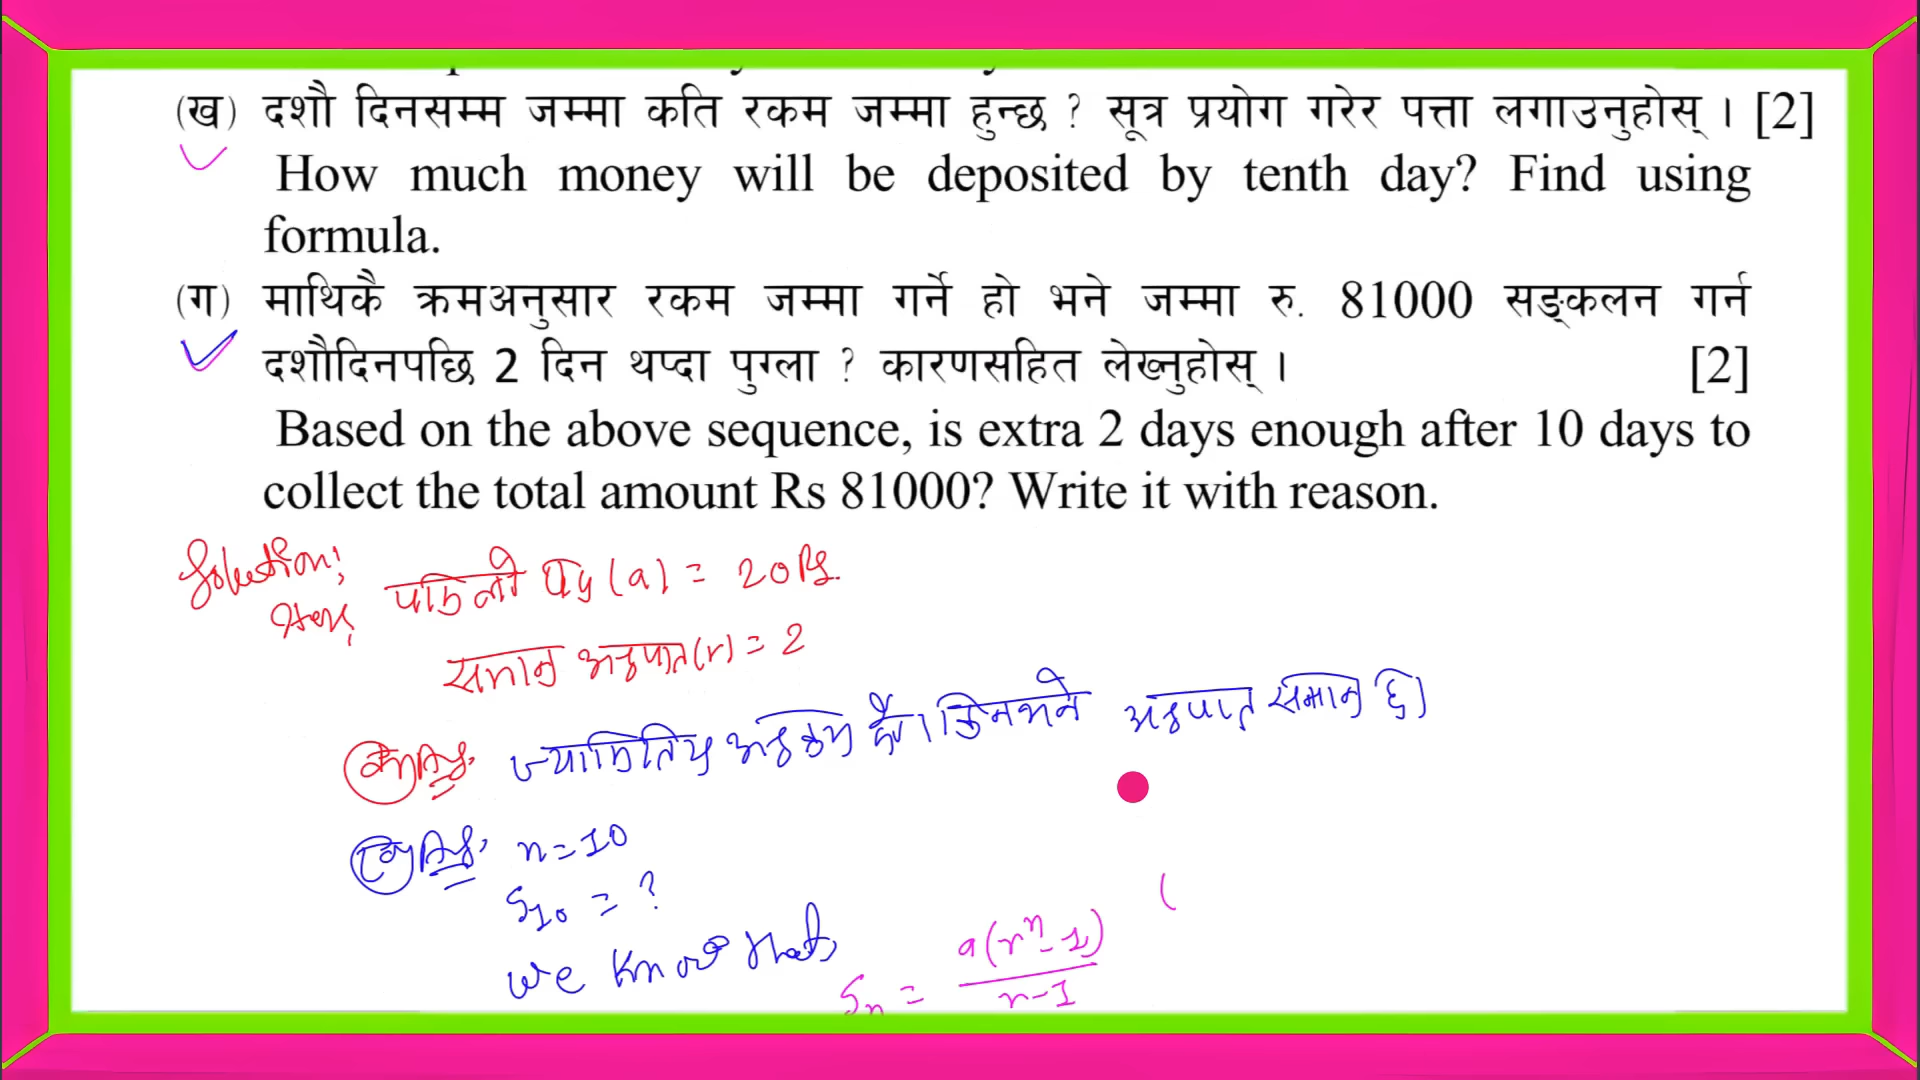 (ख) दशौ दिनसम्म जम्मा कति रकम जम्मा हुन्छ ? सूत्र प्रयोग गरेर पत्ता लगाउनुहोस् । [2]
How much money will be deposited by tenth day? Find using
formula.
(ग) माथिकै क्रमअनुसार रकम जम्मा गर्ने हो भने जम्मा रु. 81000 सङ्कलन गर्न
दशौदिनपछि 2 दिन थप्दा पुग्ला ? कारणसहित लेख्नुहोस् । [2]
Based on the above sequence, is extra 2 days enough after 10 days to
collect the total amount Rs 81000? Write it with reason.
Solution;
Here, पहिलो पद (a) = 20 Rs.
समान अनुपात (r) = 2
Ans. ज्यामितिय अनुक्रम हो। किनभने अनुपात समान छ।
Ans. n = 10
S10 = ?
We know that,
Sn = a(r^n - 1) / r - 1 (